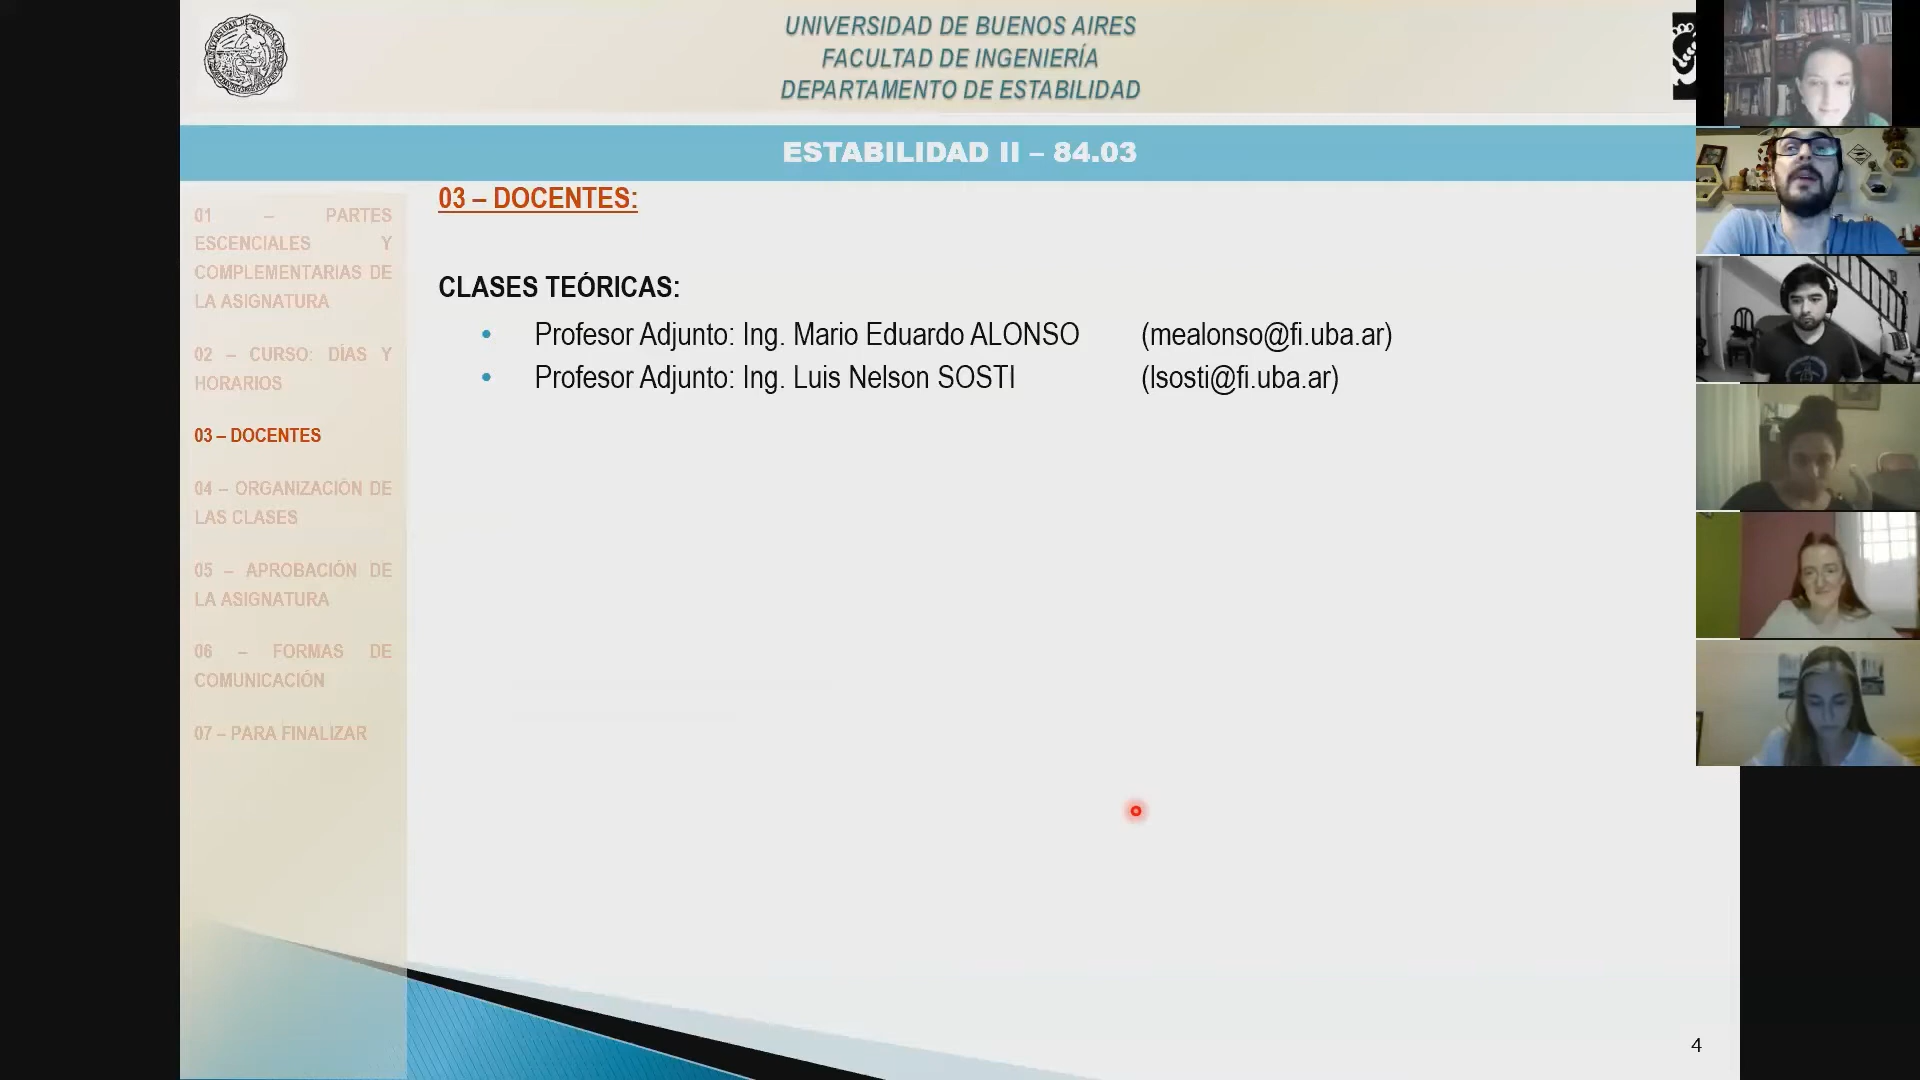 UNIVERSIDAD DE BUENOS AIRES
FACULTAD DE INGENIERÍA
DEPARTAMENTO DE ESTABILIDAD
ESTABILIDAD II – 84.03
01 – PARTES
ESCENCIALES Y
COMPLEMENTARIAS DE
LA ASIGNATURA
02 – CURSO: DÍAS Y
HORARIOS
03 – DOCENTES
04 – ORGANIZACIÓN DE
LAS CLASES
05 – APROBACIÓN DE
LA ASIGNATURA
06 – FORMAS DE
COMUNICACIÓN
07 – PARA FINALIZAR
03 – DOCENTES:
CLASES TEÓRICAS:
• Profesor Adjunto: Ing. Mario Eduardo ALONSO (mealonso@fi.uba.ar)
• Profesor Adjunto: Ing. Luis Nelson SOSTI (lsosti@fi.uba.ar)
4